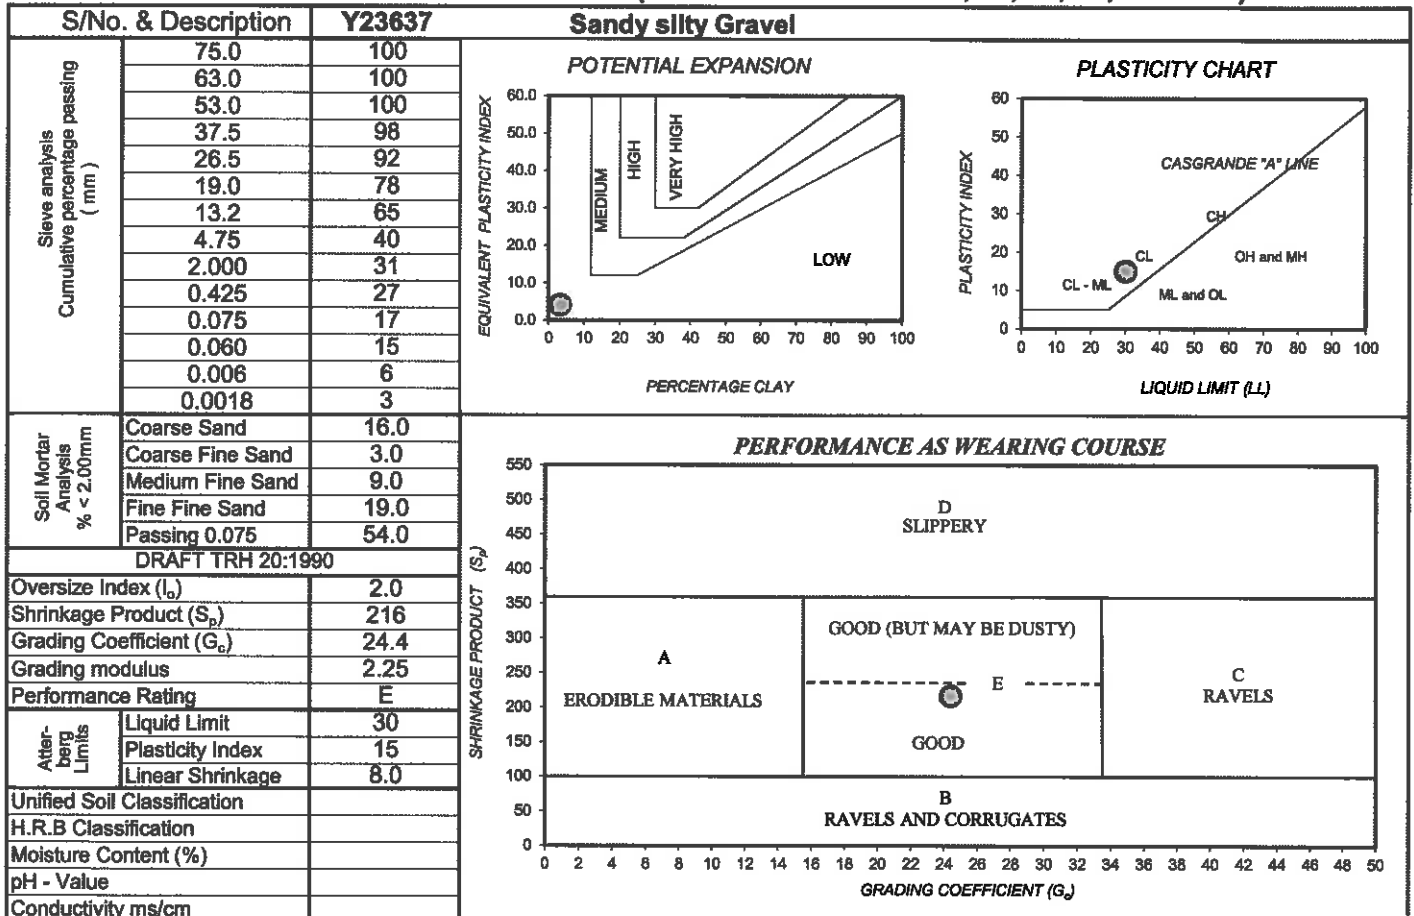 S/No. & Description Y23637 Sandy silty Gravel
Sieve analysis
Cumulative percentage passing
( mm )
75.0 100
63.0 100
53.0 100
37.5 98
26.5 92
19.0 78
13.2 65
4.75 40
2.000 31
0.425 27
0.075 17
0.060 15
0.006 6
0.0018 3
POTENTIAL EXPANSION
EQUIVALENT PLASTICITY INDEX
60.0
50.0
40.0
30.0
20.0
10.0
0.0
MEDIUM
HIGH
VERY HIGH
LOW
0 10 20 30 40 50 60 70 80 90 100
PERCENTAGE CLAY
PLASTICITY CHART
PLASTICITY INDEX
60
50
40
30
20
10
0
CASGRANDE "A" LINE
CH
CL
OH and MH
CL - ML
ML and OL
0 10 20 30 40 50 60 70 80 90 100
LIQUID LIMIT (LL)
Soil Mortar
Analysis
% < 2.00mm
Coarse Sand 16.0
Coarse Fine Sand 3.0
Medium Fine Sand 9.0
Fine Fine Sand 19.0
Passing 0.075 54.0
DRAFT TRH 20:1990
Oversize Index (Io) 2.0
Shrinkage Product (Sp) 216
Grading Coefficient (Gc) 24.4
Grading modulus 2.25
Performance Rating E
Atter-
berg
Limits
Liquid Limit 30
Plasticity Index 15
Linear Shrinkage 8.0
Unified Soil Classification
H.R.B Classification
Moisture Content (%)
pH - Value
Conductivity ms/cm
PERFORMANCE AS WEARING COURSE
SHRINKAGE PRODUCT (Sp)
550
500
450
400
350
300
250
200
150
100
50
0
D
SLIPPERY
GOOD (BUT MAY BE DUSTY)
A
ERODIBLE MATERIALS
E
C
RAVELS
GOOD
B
RAVELS AND CORRUGATES
0 2 4 6 8 10 12 14 16 18 20 22 24 26 28 30 32 34 36 38 40 42 44 46 48 50
GRADING COEFFICIENT (Gc)